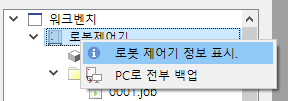 워크벤치
로봇제어기
로봇 제어기 정보 표시.
PC로 전부 백업
0001.job